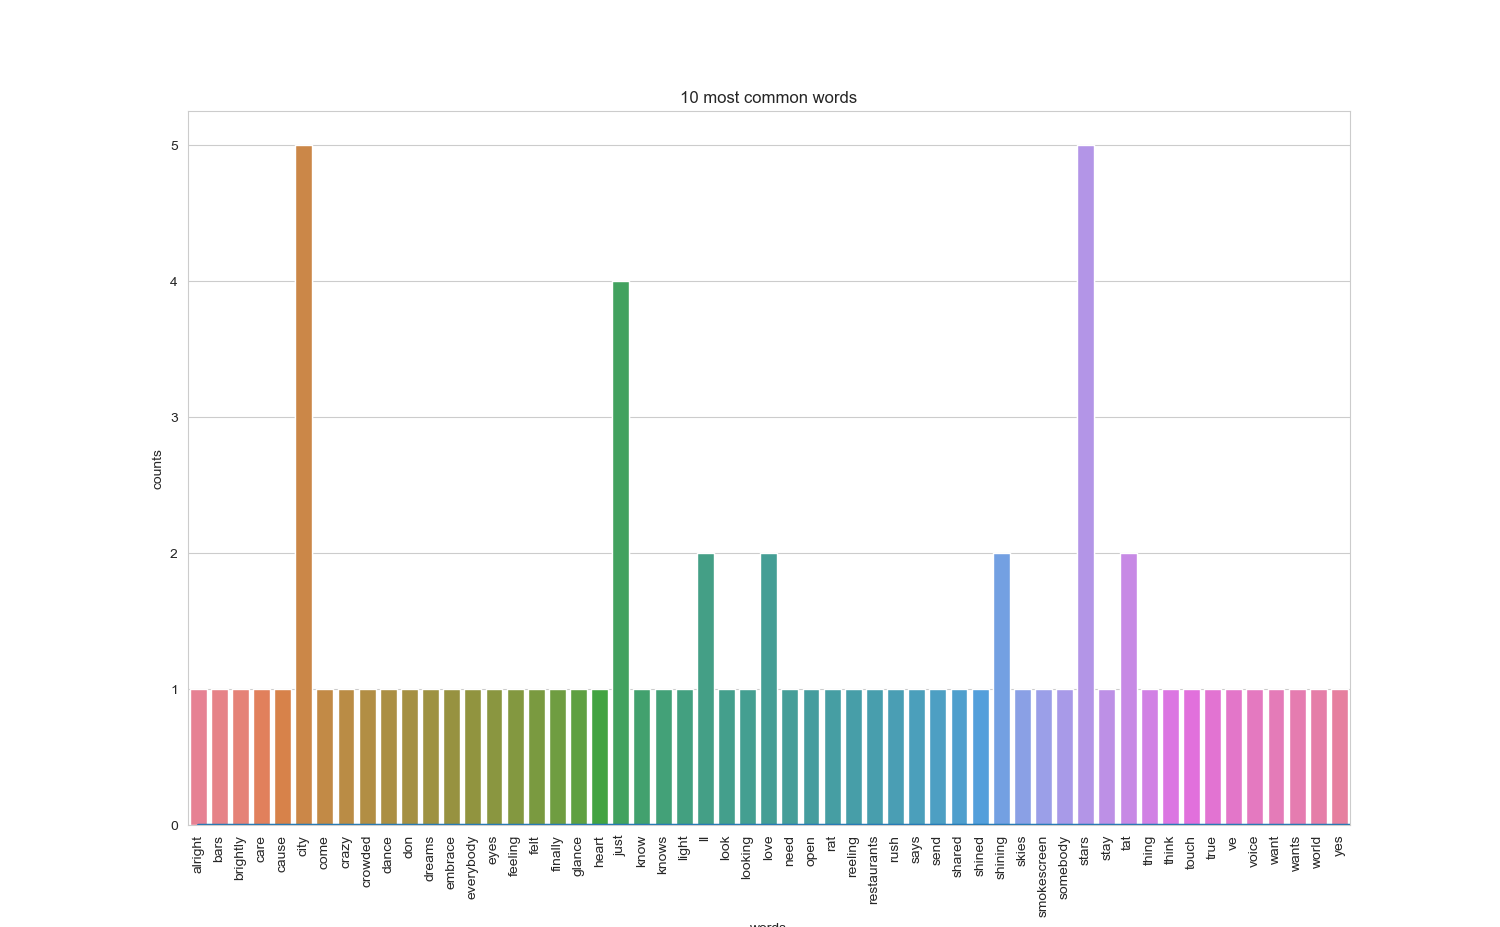 10 most common words
5
4
3
2
1
0
counts
alright
bars
brightly
care
cause
city
come
crazy
crowded
dance
don
dreams
embrace
everybody
eyes
feeling
felt
finally
glance
heart
just
know
knows
light
ll
look
looking
love
need
open
rat
reeling
restaurants
rush
says
send
shared
shined
shining
skies
smokescreen
somebody
stars
stay
tat
thing
think
touch
true
ve
voice
want
wants
world
yes
words